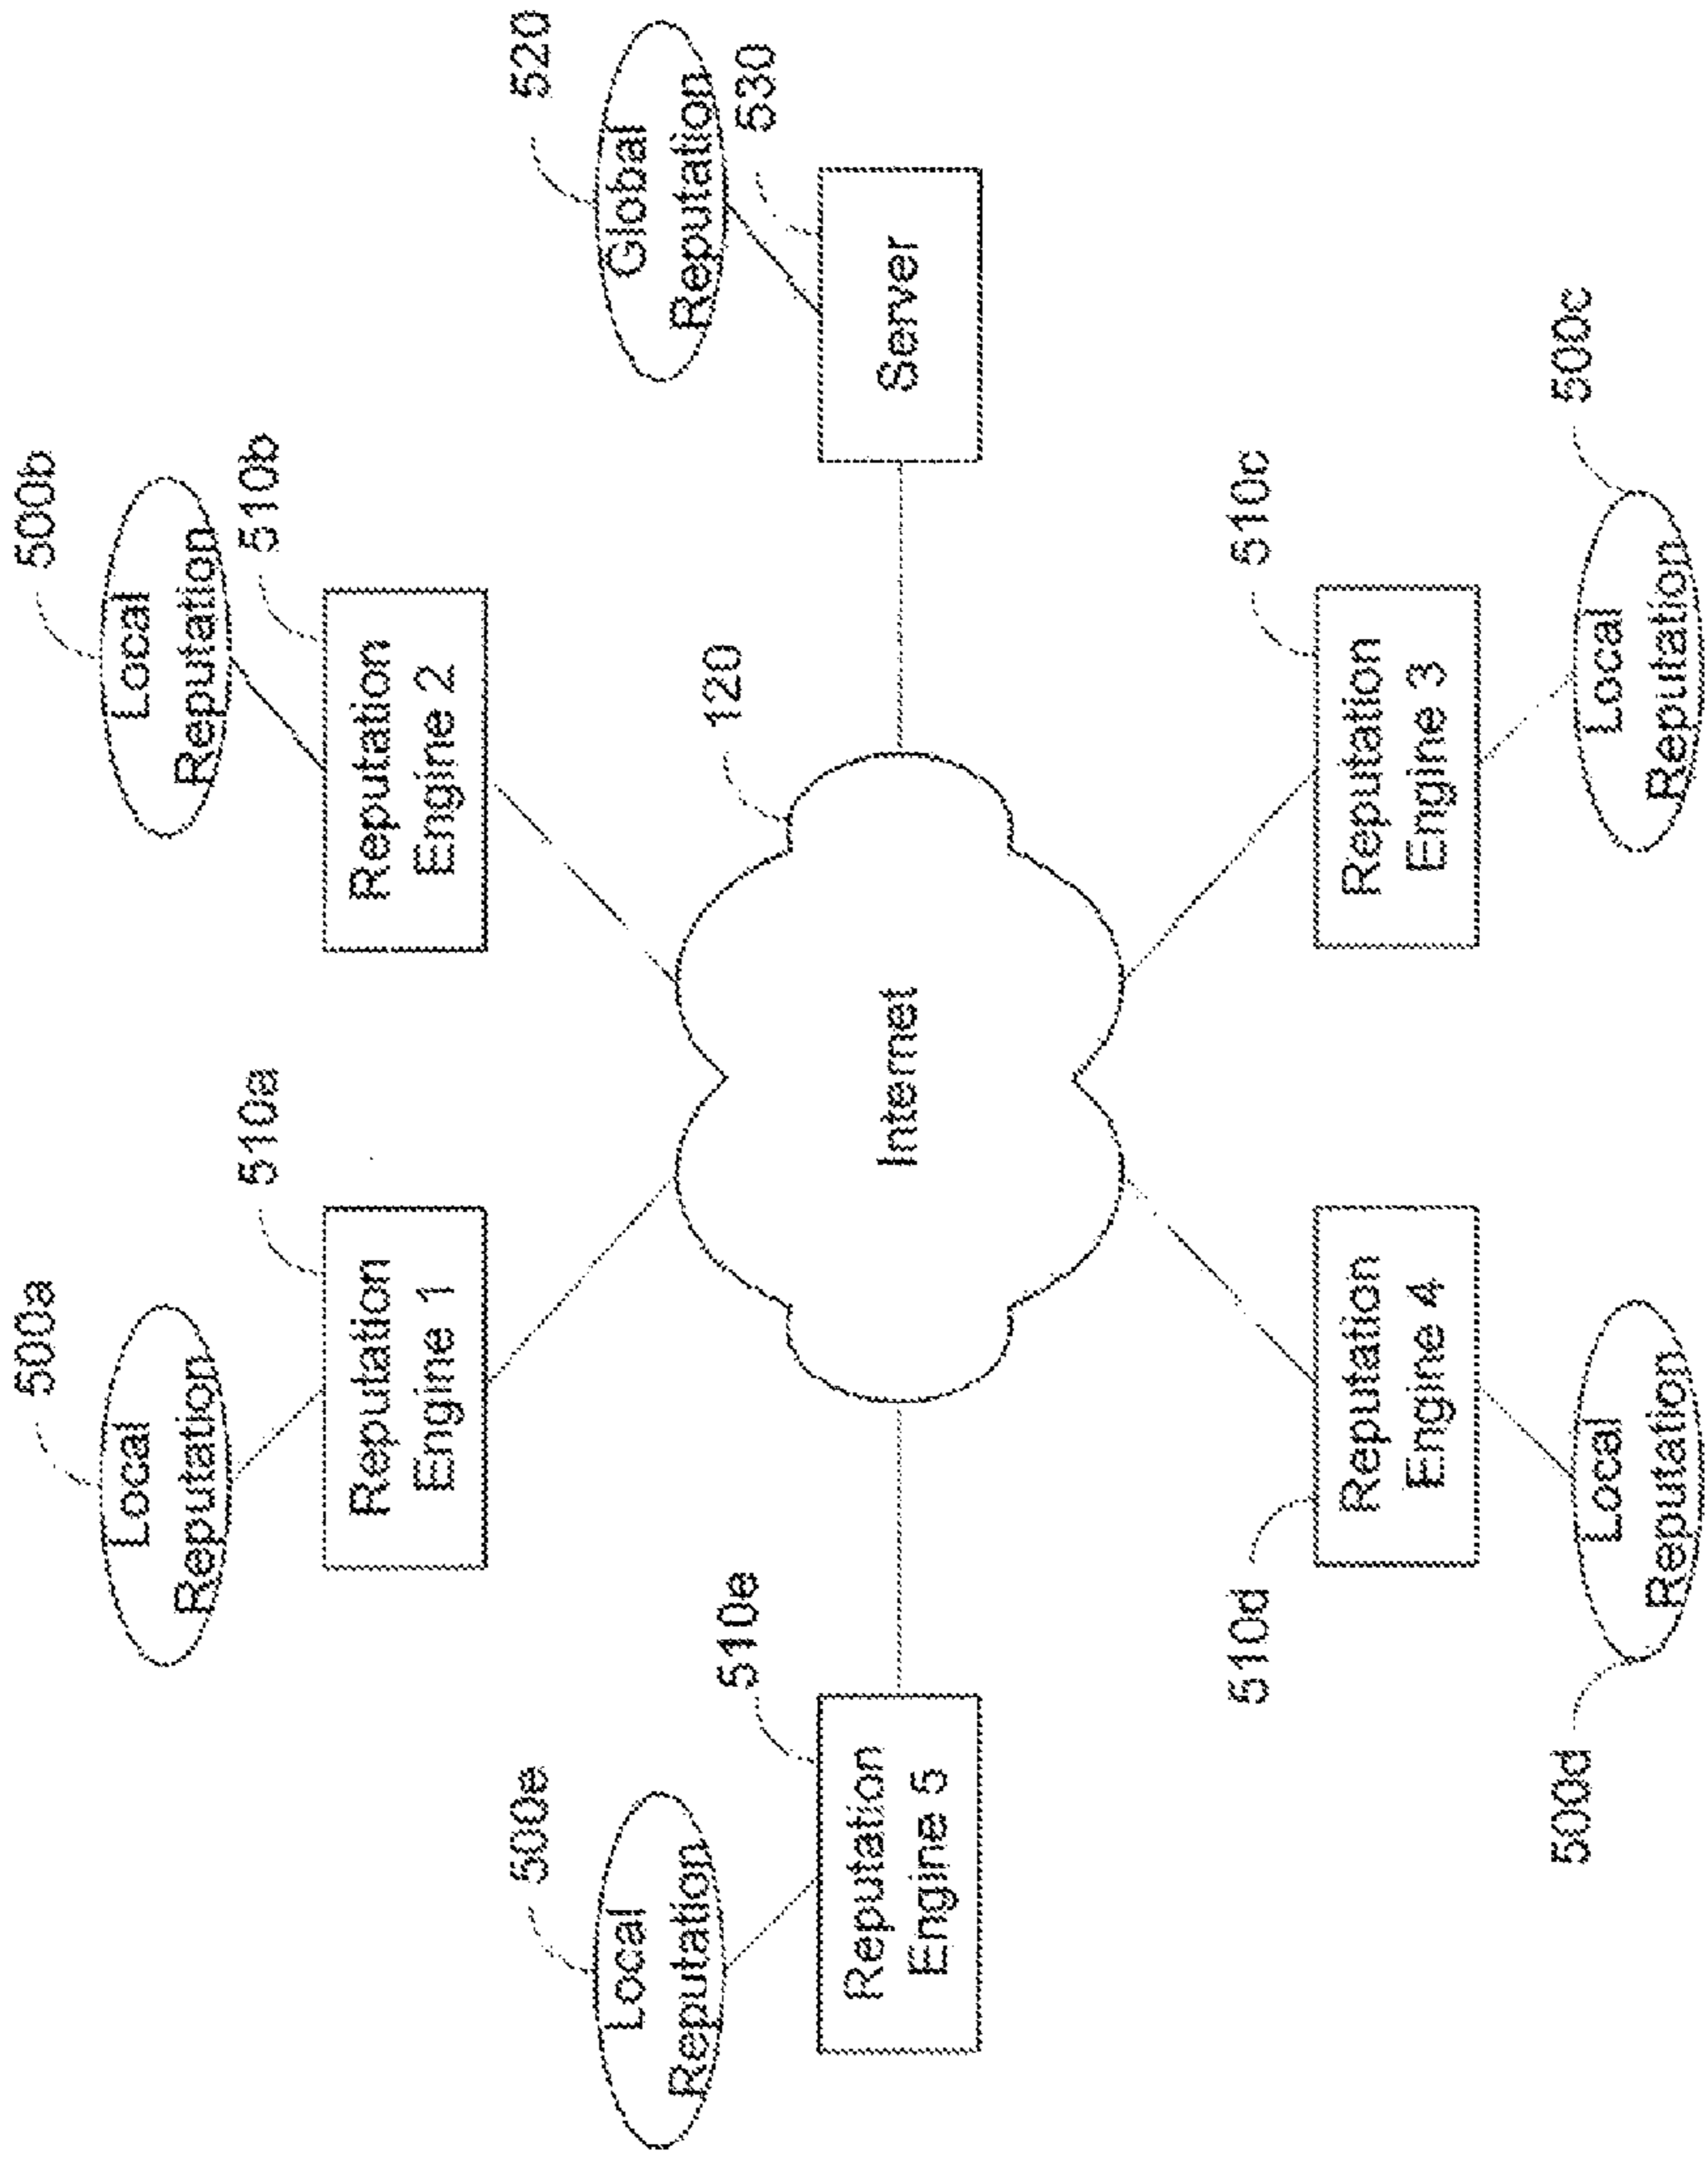 500a
Local
Reputation
510a
Reputation
Engine 1
500b
Local
Reputation
510b
Reputation
Engine 2
500e
Local
Reputation
510e
Reputation
Engine 5
120
Internet
520
Global
Reputation
530
Server
510d
Reputation
Engine 4
500d
Local
Reputation
510c
Reputation
Engine 3
500c
Local
Reputation